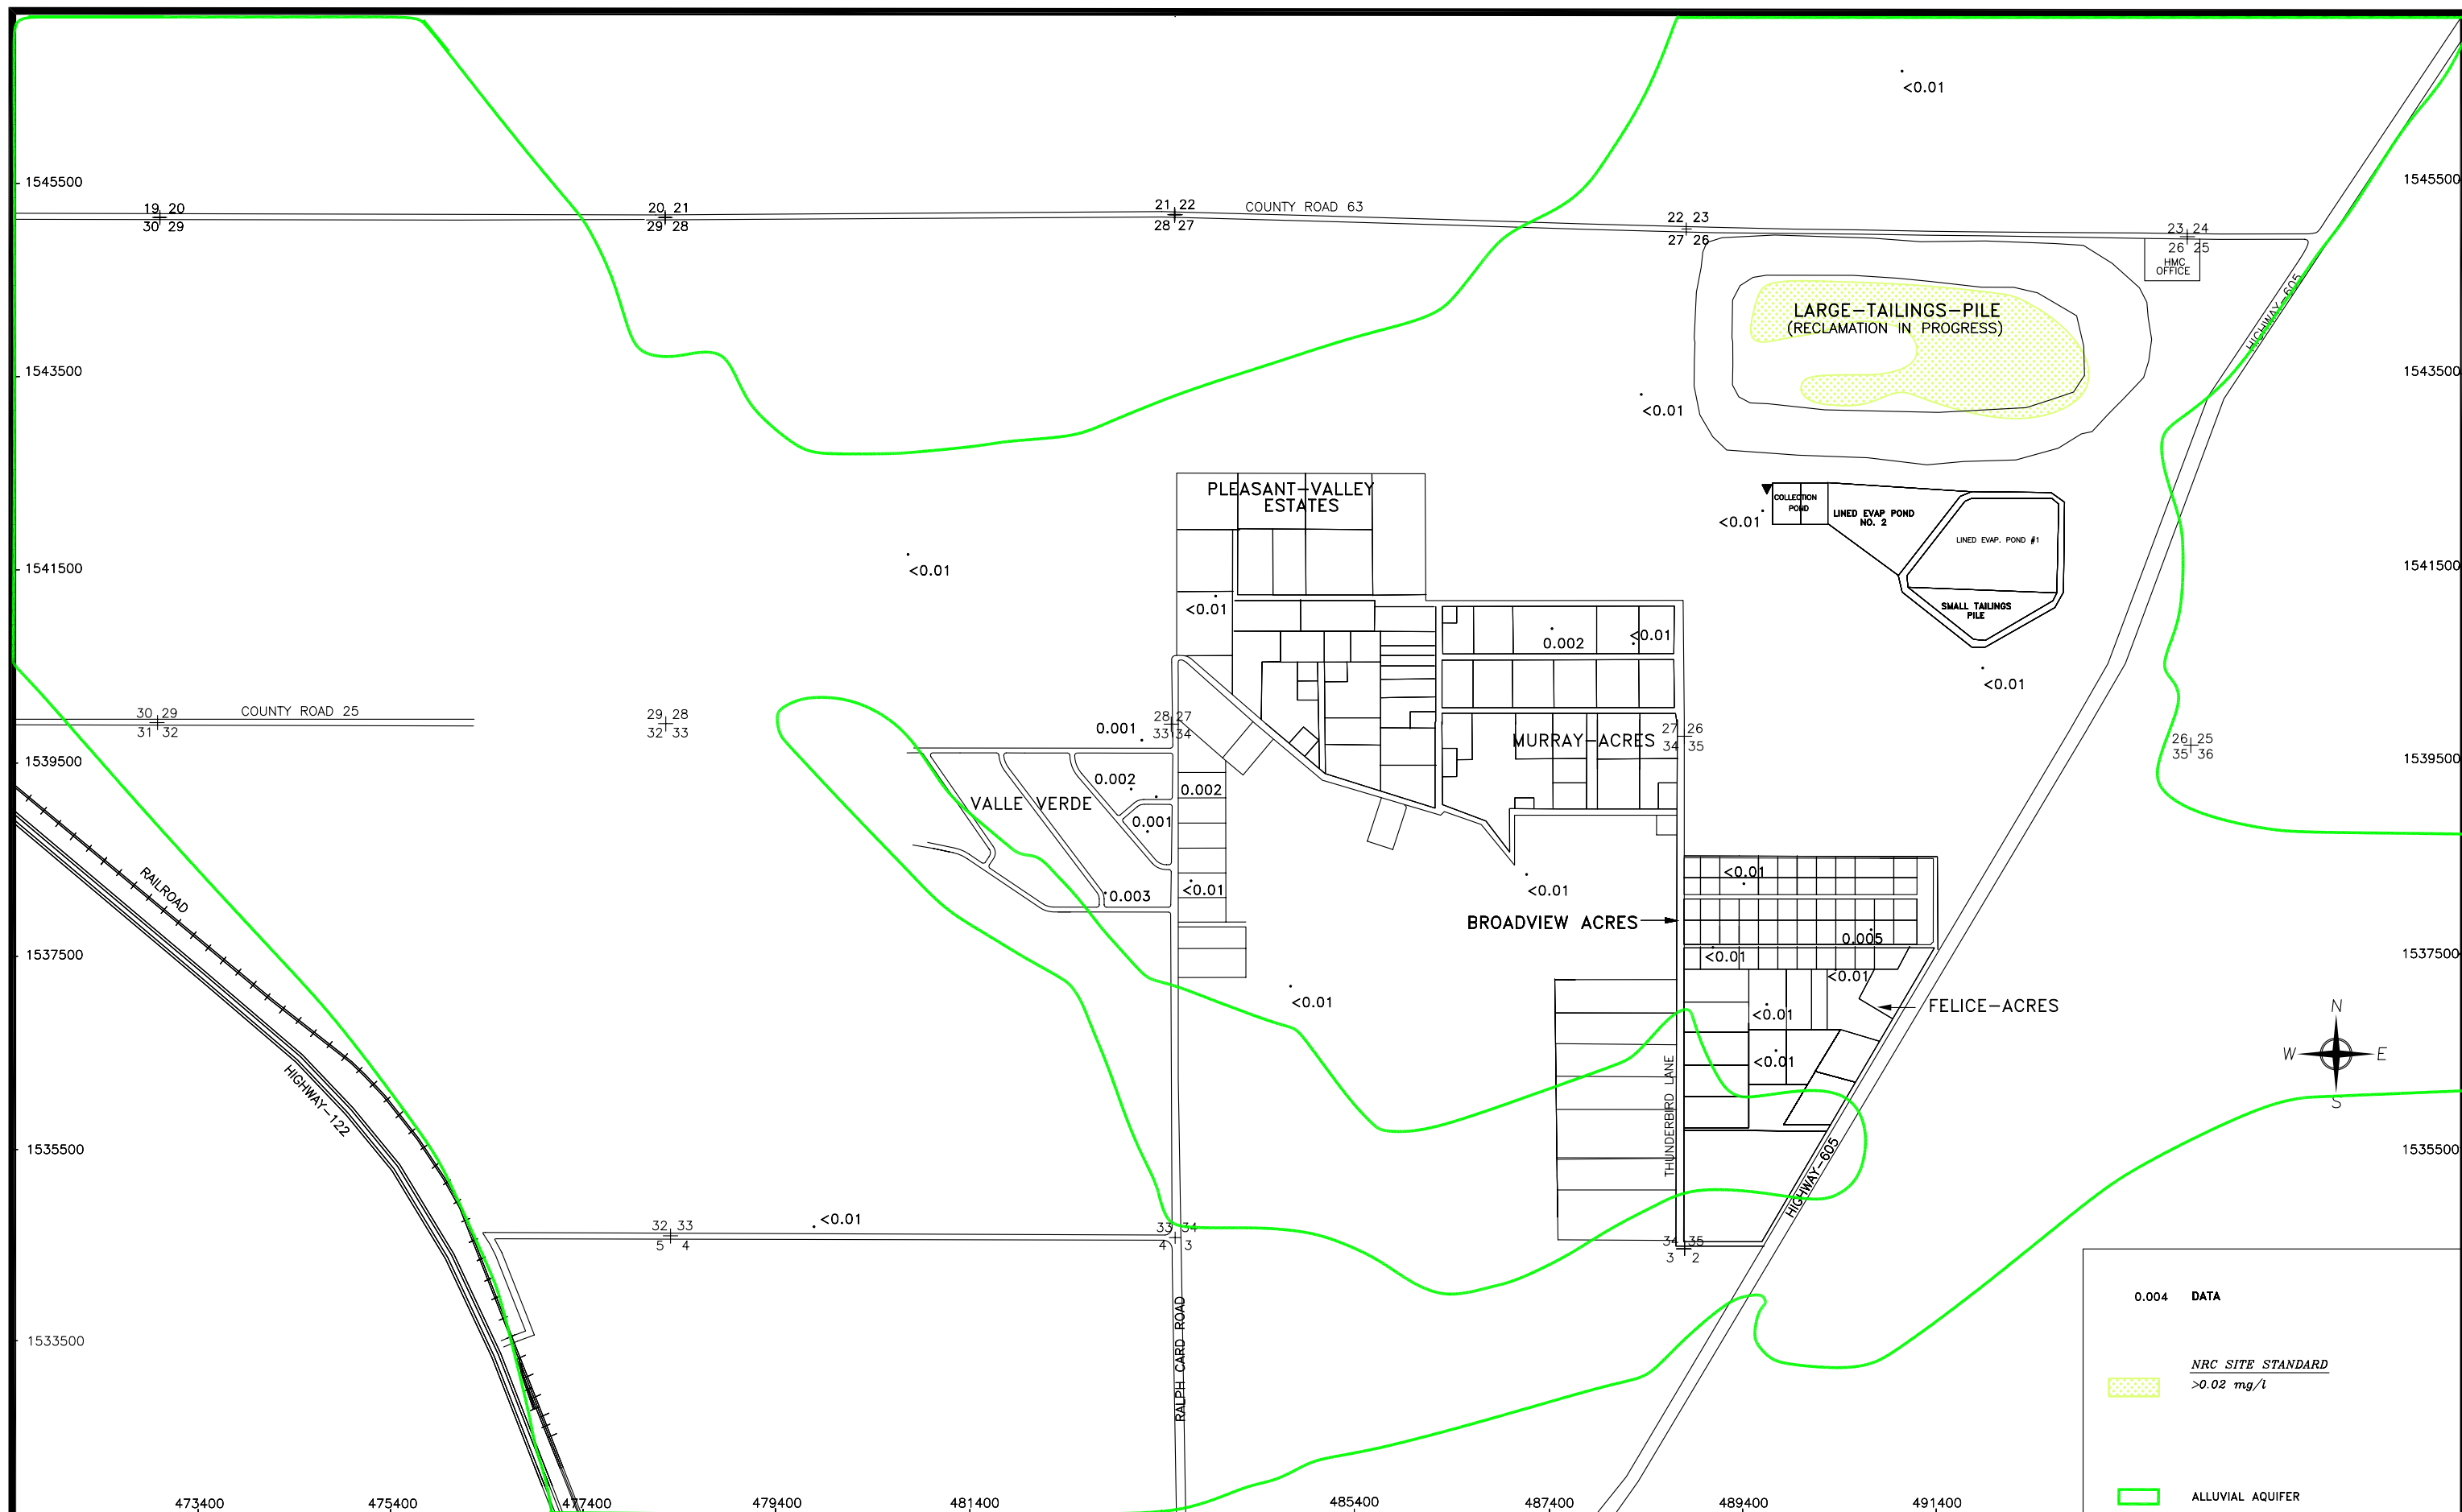 <0.01
1545500
1545500
19 20
30 29
20 21
29 28
21 22
28 27
COUNTY ROAD 63
22 23
27 26
23 24
26 25
HMC
OFFICE
HIGHWAY-605
LARGE-TAILINGS-PILE
(RECLAMATION IN PROGRESS)
1543500
1543500
<0.01
PLEASANT-VALLEY
ESTATES
COLLECTION
POND
<0.01
LINED EVAP POND
NO. 2
LINED EVAP. POND #1
SMALL TAILINGS
PILE
1541500
1541500
<0.01
<0.01
0.002
<0.01
<0.01
30 29
31 32
COUNTY ROAD 25
29 28
32 33
0.001
28 27
33 34
MURRAY-ACRES
27 26
34 35
26 25
35 36
1539500
1539500
0.002
0.002
VALLE VERDE
0.001
0.003
<0.01
<0.01
<0.01
RAILROAD
BROADVIEW ACRES
0.005
1537500
1537500
<0.01
<0.01
<0.01
<0.01
FELICE-ACRES
<0.01
N
W E
S
HIGHWAY-122
THUNDERBIRD LANE
1535500
1535500
HIGHWAY-605
32 33
5 4
<0.01
33 34
4 3
34 35
3 2
RALPH CARD ROAD
1533500
0.004 DATA
NRC SITE STANDARD
>0.02 mg/l
ALLUVIAL AQUIFER
473400
475400
477400
479400
481400
485400
487400
489400
491400